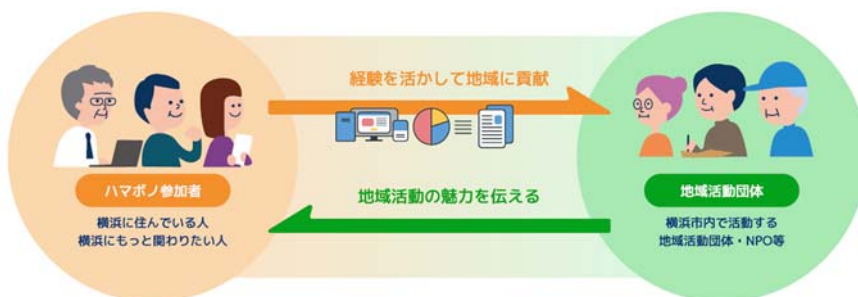 経験を活かして地域に貢献
ハマボノ参加者
横浜に住んでいる人
横浜にもっと関わりたい人
地域活動の魅力を伝える
地域活動団体
横浜市内で活動する
地域活動団体・NPO等